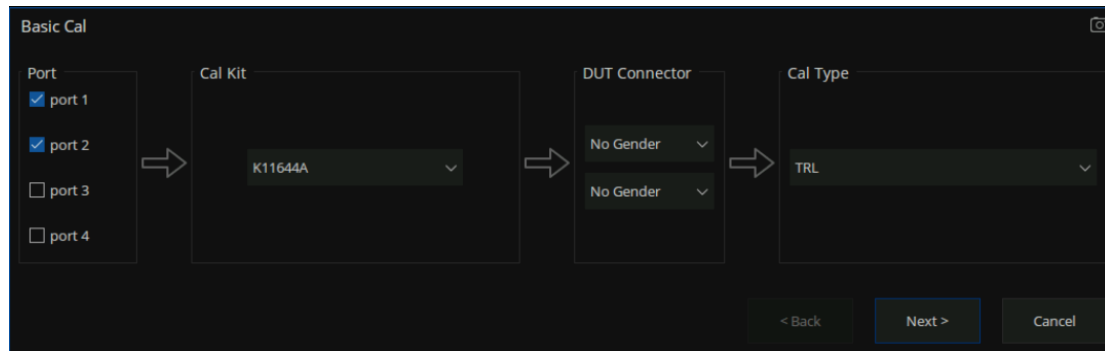 Basic Cal
Port
port 1
port 2
port 3
port 4
Cal Kit
K11644A
DUT Connector
No Gender
No Gender
Cal Type
TRL
< Back
Next >
Cancel